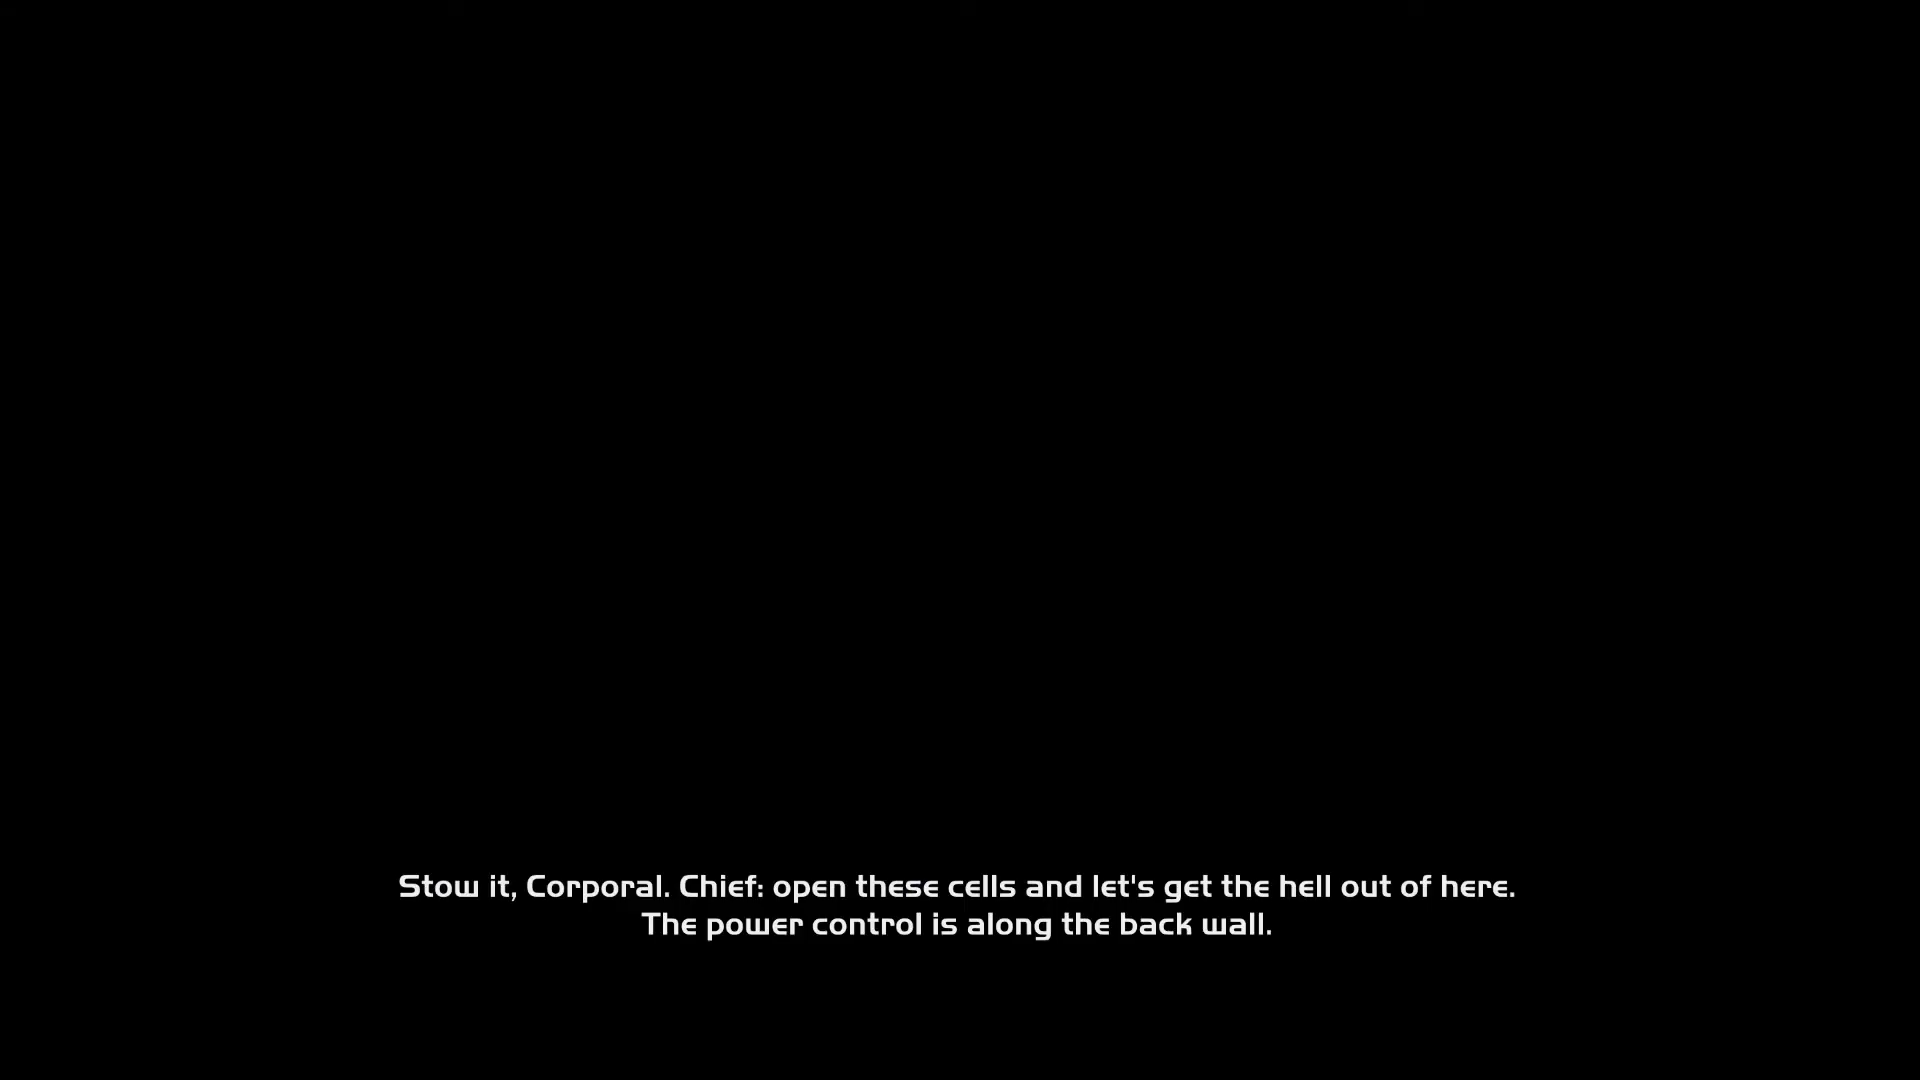 Stow it, Corporal. Chief: open these cells and let's get the hell out of here.
The power control is along the back wall.